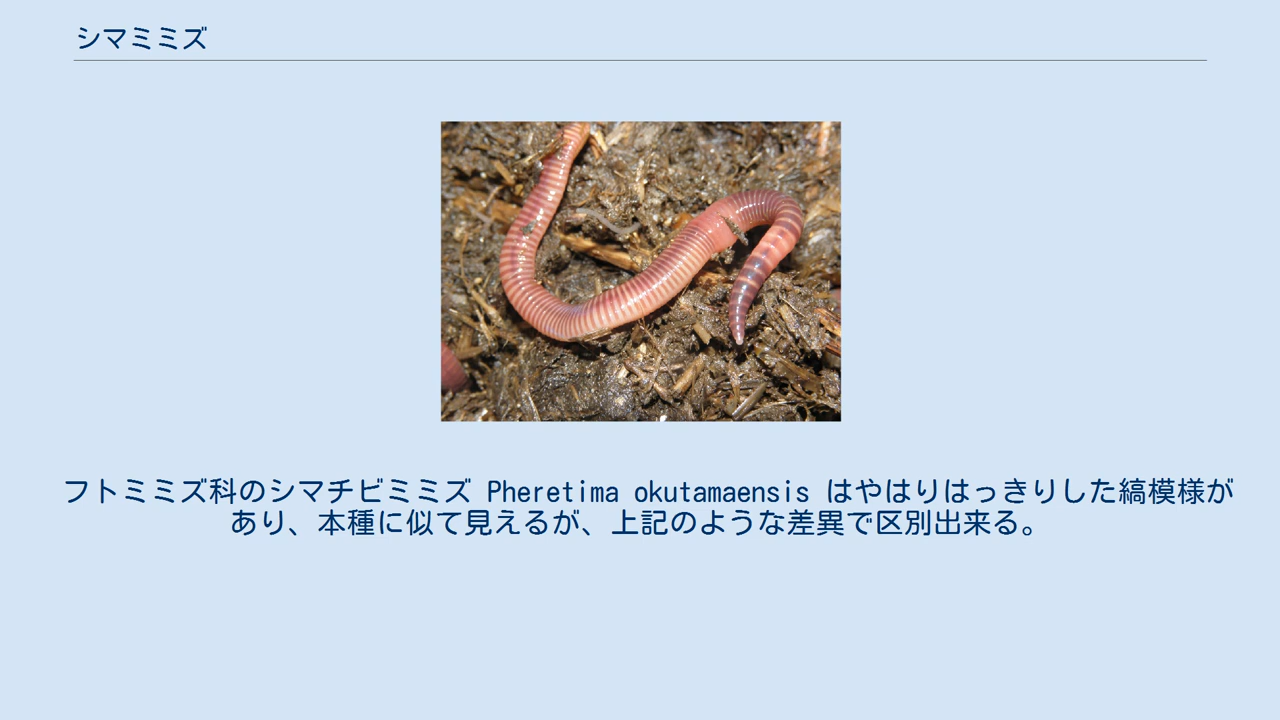 シマミミズ
フトミミズ科のシマチビミミズ Pheretima okutamaensis はやはりはっきりした縞模様が
あり、本種に似て見えるが、上記のような差異で区別出来る。